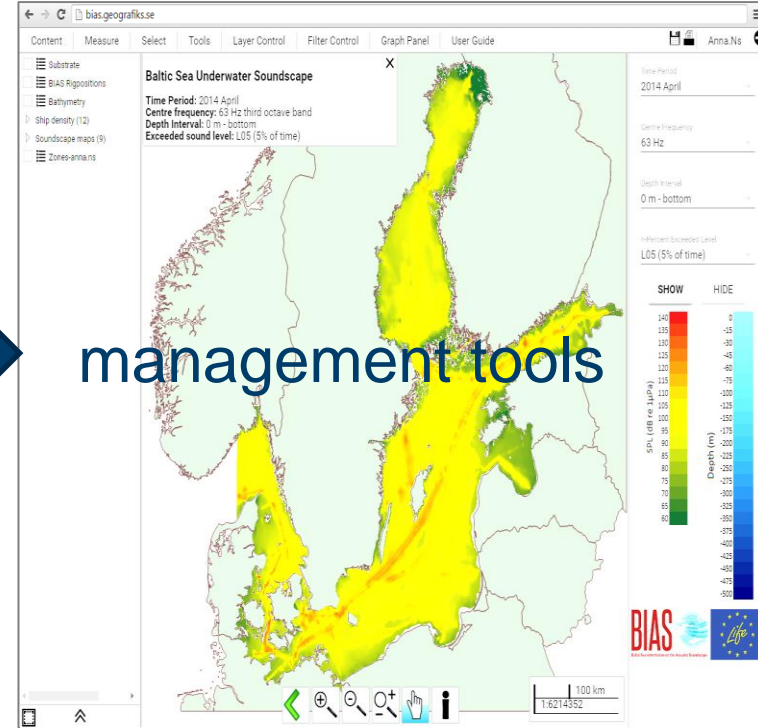 bias.geografiks.se
Content Measure Select Tools Layer Control Filter Control Graph Panel User Guide Anna.Ns
Substrate
BIAS Rigpositions
Bathymetry
Ship density (12)
Soundscape maps (9)
Zones-anna.ns
X
Baltic Sea Underwater Soundscape
Time Period: 2014 April
Centre frequency: 63 Hz third octave band
Depth Interval: 0 m - bottom
Exceeded sound level: L05 (5% of time)
management tools
Time Period
2014 April
Centre Frequency
63 Hz
Depth Interval
0 m - bottom
Percent Exceeded Level
L05 (5% of time)
SHOW HIDE
SPL (dB re 1µPa)
140
135
130
125
120
115
110
105
100
95
90
85
80
75
70
65
60
Depth (m)
0
-15
-30
-45
-60
-75
-100
-125
-150
-175
-200
-225
-250
-275
-300
-325
-350
-375
-400
-425
-450
-475
-500
BIAS
Life
100 km
1:6214352